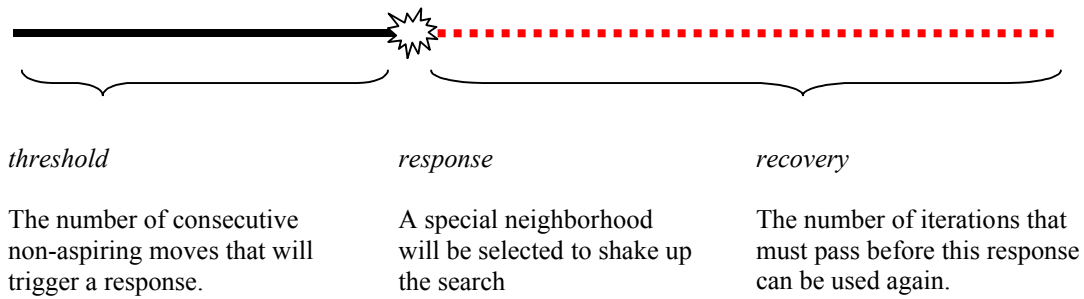 threshold
The number of consecutive
non-aspiring moves that will
trigger a response.
response
A special neighborhood
will be selected to shake up
the search
recovery
The number of iterations that
must pass before this response
can be used again.